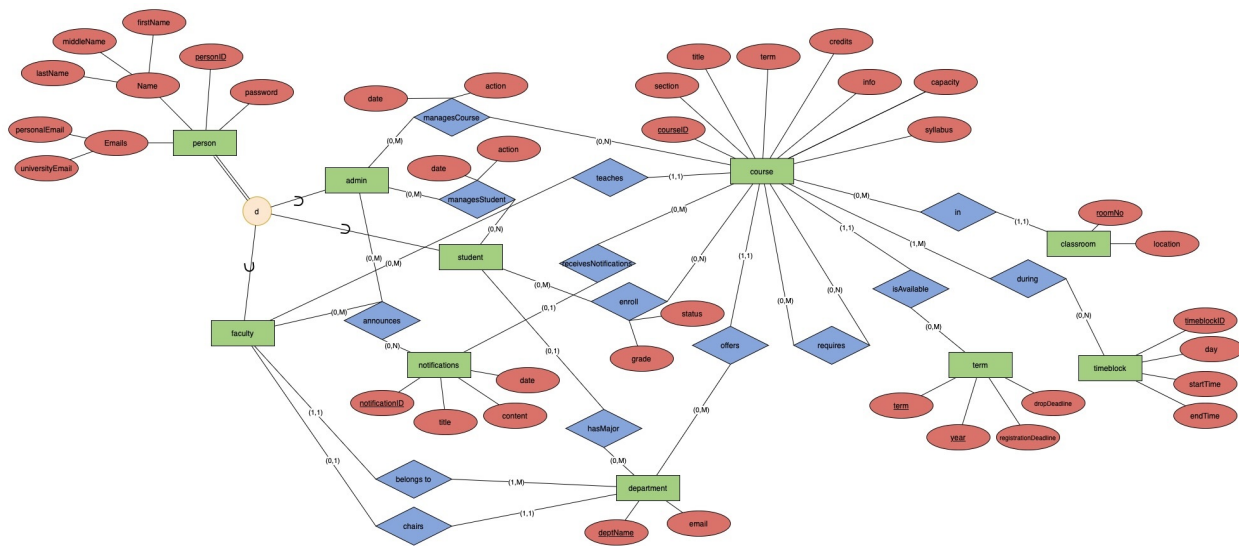 firstName
middleName
lastName
Name
personID
password
personalEmail
Emails
universityEmail
person
d
admin
date
action
managesCourse
(0,M)
(0,N)
date
action
(0,M)
managesStudent
(0,N)
student
teaches
(1,1)
(0,M)
title
term
credits
section
info
capacity
courseID
syllabus
course
(0,M)
in
(1,1)
roomNo
classroom
location
(0,M)
receivesNotifications
(0,1)
(0,M)
enroll
(0,N)
status
grade
(1,1)
offers
(0,M)
(0,M)
requires
(0,N)
(1,1)
isAvailable
(0,M)
(1,M)
during
(0,N)
timeblockID
day
timeblock
startTime
endTime
term
term
year
dropDeadline
registrationDeadline
faculty
(0,M)
(0,M)
announces
(0,N)
notifications
date
notificationID
title
content
(0,1)
hasMajor
(0,M)
(1,1)
belongs to
(1,M)
department
(0,1)
chairs
(1,1)
deptName
email